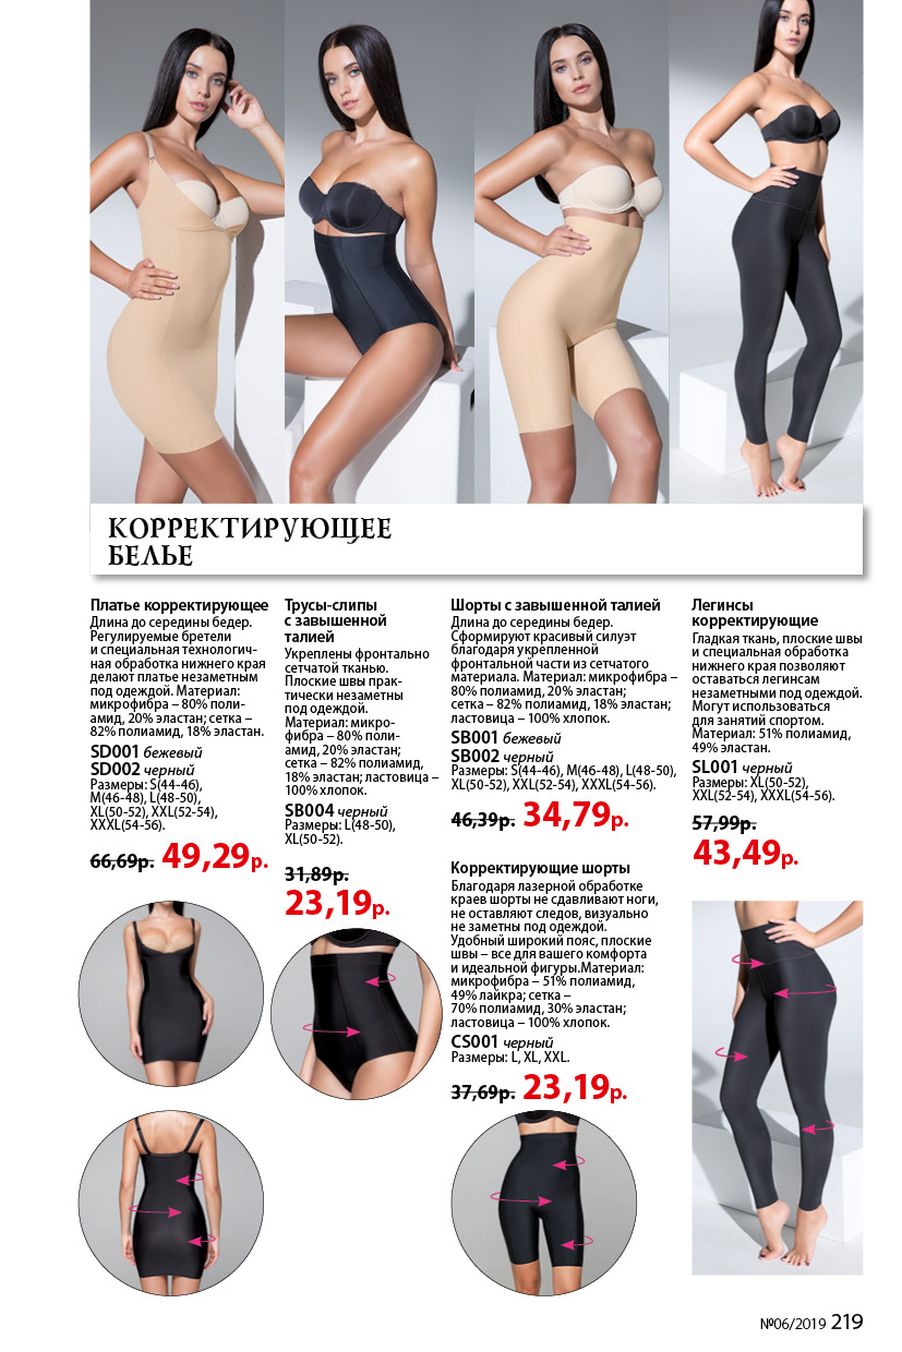 КОРРЕКТИРУЮЩЕЕ
БЕЛЬЕ
Платье корректирующее
Длина до середины бедер.
Регулируемые бретели
и специальная технологич-
ная обработка нижнего края
делают платье незаметным
под одеждой. Материал:
микрофибра – 80% поли-
амид, 20% эластан; сетка –
82% полиамид, 18% эластан.
SD001 бежевый
SD002 черный
Размеры: S(44-46),
M(46-48), L(48-50),
XL(50-52), XXL(52-54),
XXXL(54-56).
66,69р. 49,29р.
Трусы-слипы
с завышенной
талией
Укреплены фронтально
сетчатой тканью.
Плоские швы прак-
тически незаметны
под одеждой.
Материал: микро-
фибра – 80% поли-
амид, 20% эластан;
сетка – 82% полиамид,
18% эластан; ластовица –
100% хлопок.
SB004 черный
Размеры: L(48-50),
XL(50-52).
31,89р.
23,19р.
Шорты с завышенной талией
Длина до середины бедер.
Сформируют красивый силуэт
благодаря укрепленной
фронтальной части из сетчатого
материала. Материал: микрофибра –
80% полиамид, 20% эластан;
сетка – 82% полиамид, 18% эластан;
ластовица – 100% хлопок.
SB001 бежевый
SB002 черный
Размеры: S(44-46), M(46-48), L(48-50),
XL(50-52), XXL(52-54), XXXL(54-56).
46,39р. 34,79р.
Корректирующие шорты
Благодаря лазерной обработке
краев шорты не сдавливают ноги,
не оставляют следов, визуально
не заметны под одеждой.
Удобный широкий пояс, плоские
швы – все для вашего комфорта
и идеальной фигуры.Материал:
микрофибра – 51% полиамид,
49% лайкра; сетка –
70% полиамид, 30% эластан;
ластовица – 100% хлопок.
CS001 черный
Размеры: L, XL, XXL.
37,69р. 23,19р.
Легинсы
корректирующие
Гладкая ткань, плоские швы
и специальная обработка
нижнего края позволяют
оставаться легинсам
незаметными под одеждой.
Могут использоваться
для занятий спортом.
Материал: 51% полиамид,
49% эластан.
SL001 черный
Размеры: XL(50-52),
XXL(52-54), XXXL(54-56).
57,99р.
43,49р.
№06/2019 219